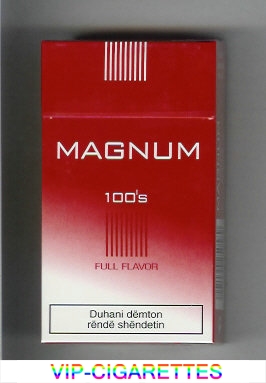 MAGNUM
100's
FULL FLAVOR
Duhani dëmton
rëndë shëndetin
VIP-CIGARETTES